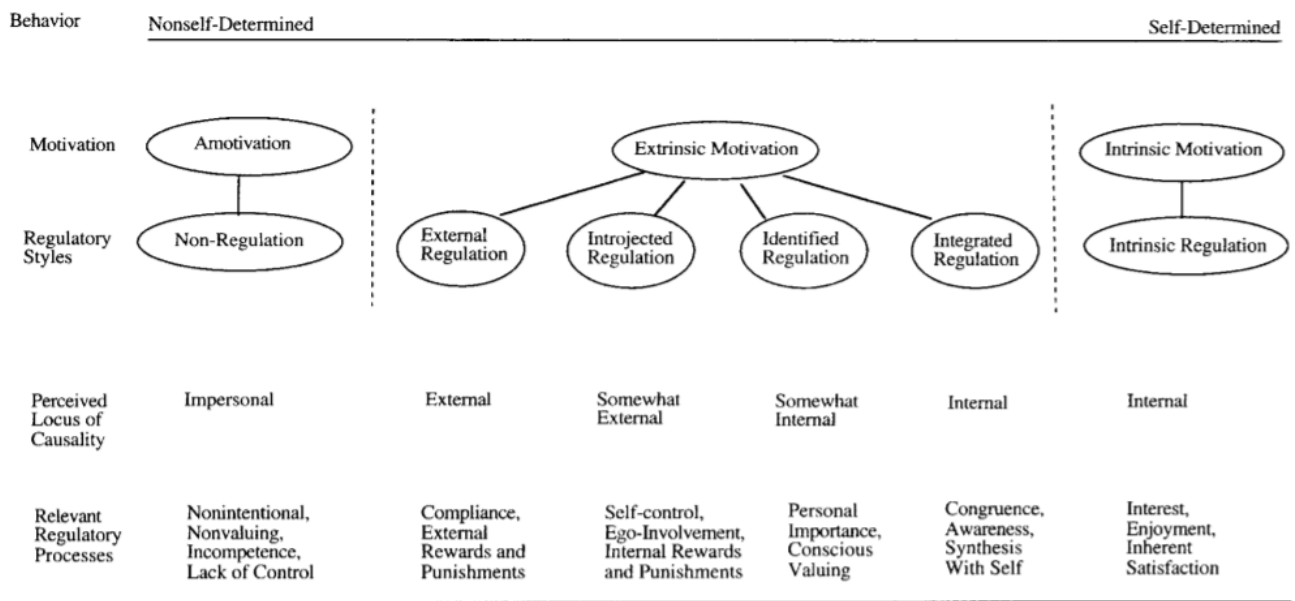 Behavior
Nonself-Determined
Self-Determined
Motivation
Amotivation
Extrinsic Motivation
Intrinsic Motivation
Regulatory
Styles
Non-Regulation
External
Regulation
Introjected
Regulation
Identified
Regulation
Integrated
Regulation
Intrinsic Regulation
Perceived
Locus of
Causality
Impersonal
External
Somewhat
External
Somewhat
Internal
Internal
Internal
Relevant
Regulatory
Processes
Nonintentional,
Nonvaluing,
Incompetence,
Lack of Control
Compliance,
External
Rewards and
Punishments
Self-control,
Ego-Involvement,
Internal Rewards
and Punishments
Personal
Importance,
Conscious
Valuing
Congruence,
Awareness,
Synthesis
With Self
Interest,
Enjoyment,
Inherent
Satisfaction